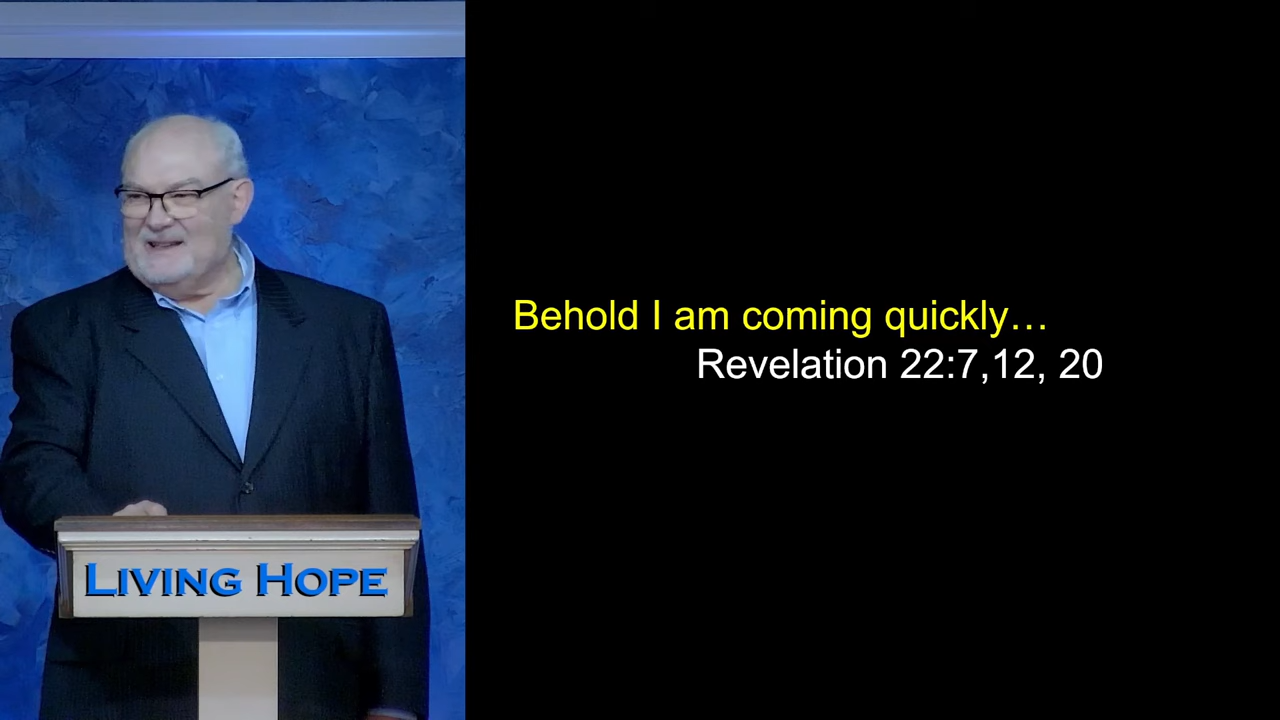 Behold I am coming quickly…
Revelation 22:7,12, 20
LIVING HOPE